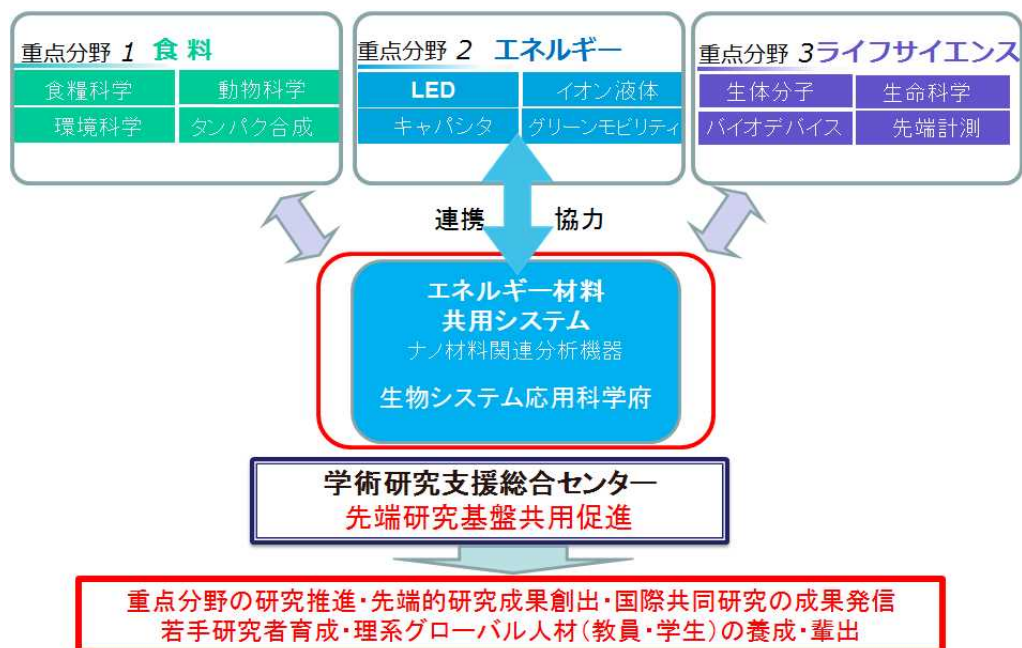 重点分野 1 食料
食糧科学 動物科学
環境科学 タンパク合成
重点分野 2 エネルギー
LED イオン液体
キャパシタ グリーンモビリティ
重点分野 3 ライフサイエンス
生体分子 生命科学
バイオデバイス 先端計測
連携 協力
エネルギー材料
共用システム
ナノ材料関連分析機器
生物システム応用科学府
学術研究支援総合センター
先端研究基盤共用促進
重点分野の研究推進・先端的研究成果創出・国際共同研究の成果発信
若手研究者育成・理系グローバル人材(教員・学生)の養成・輩出